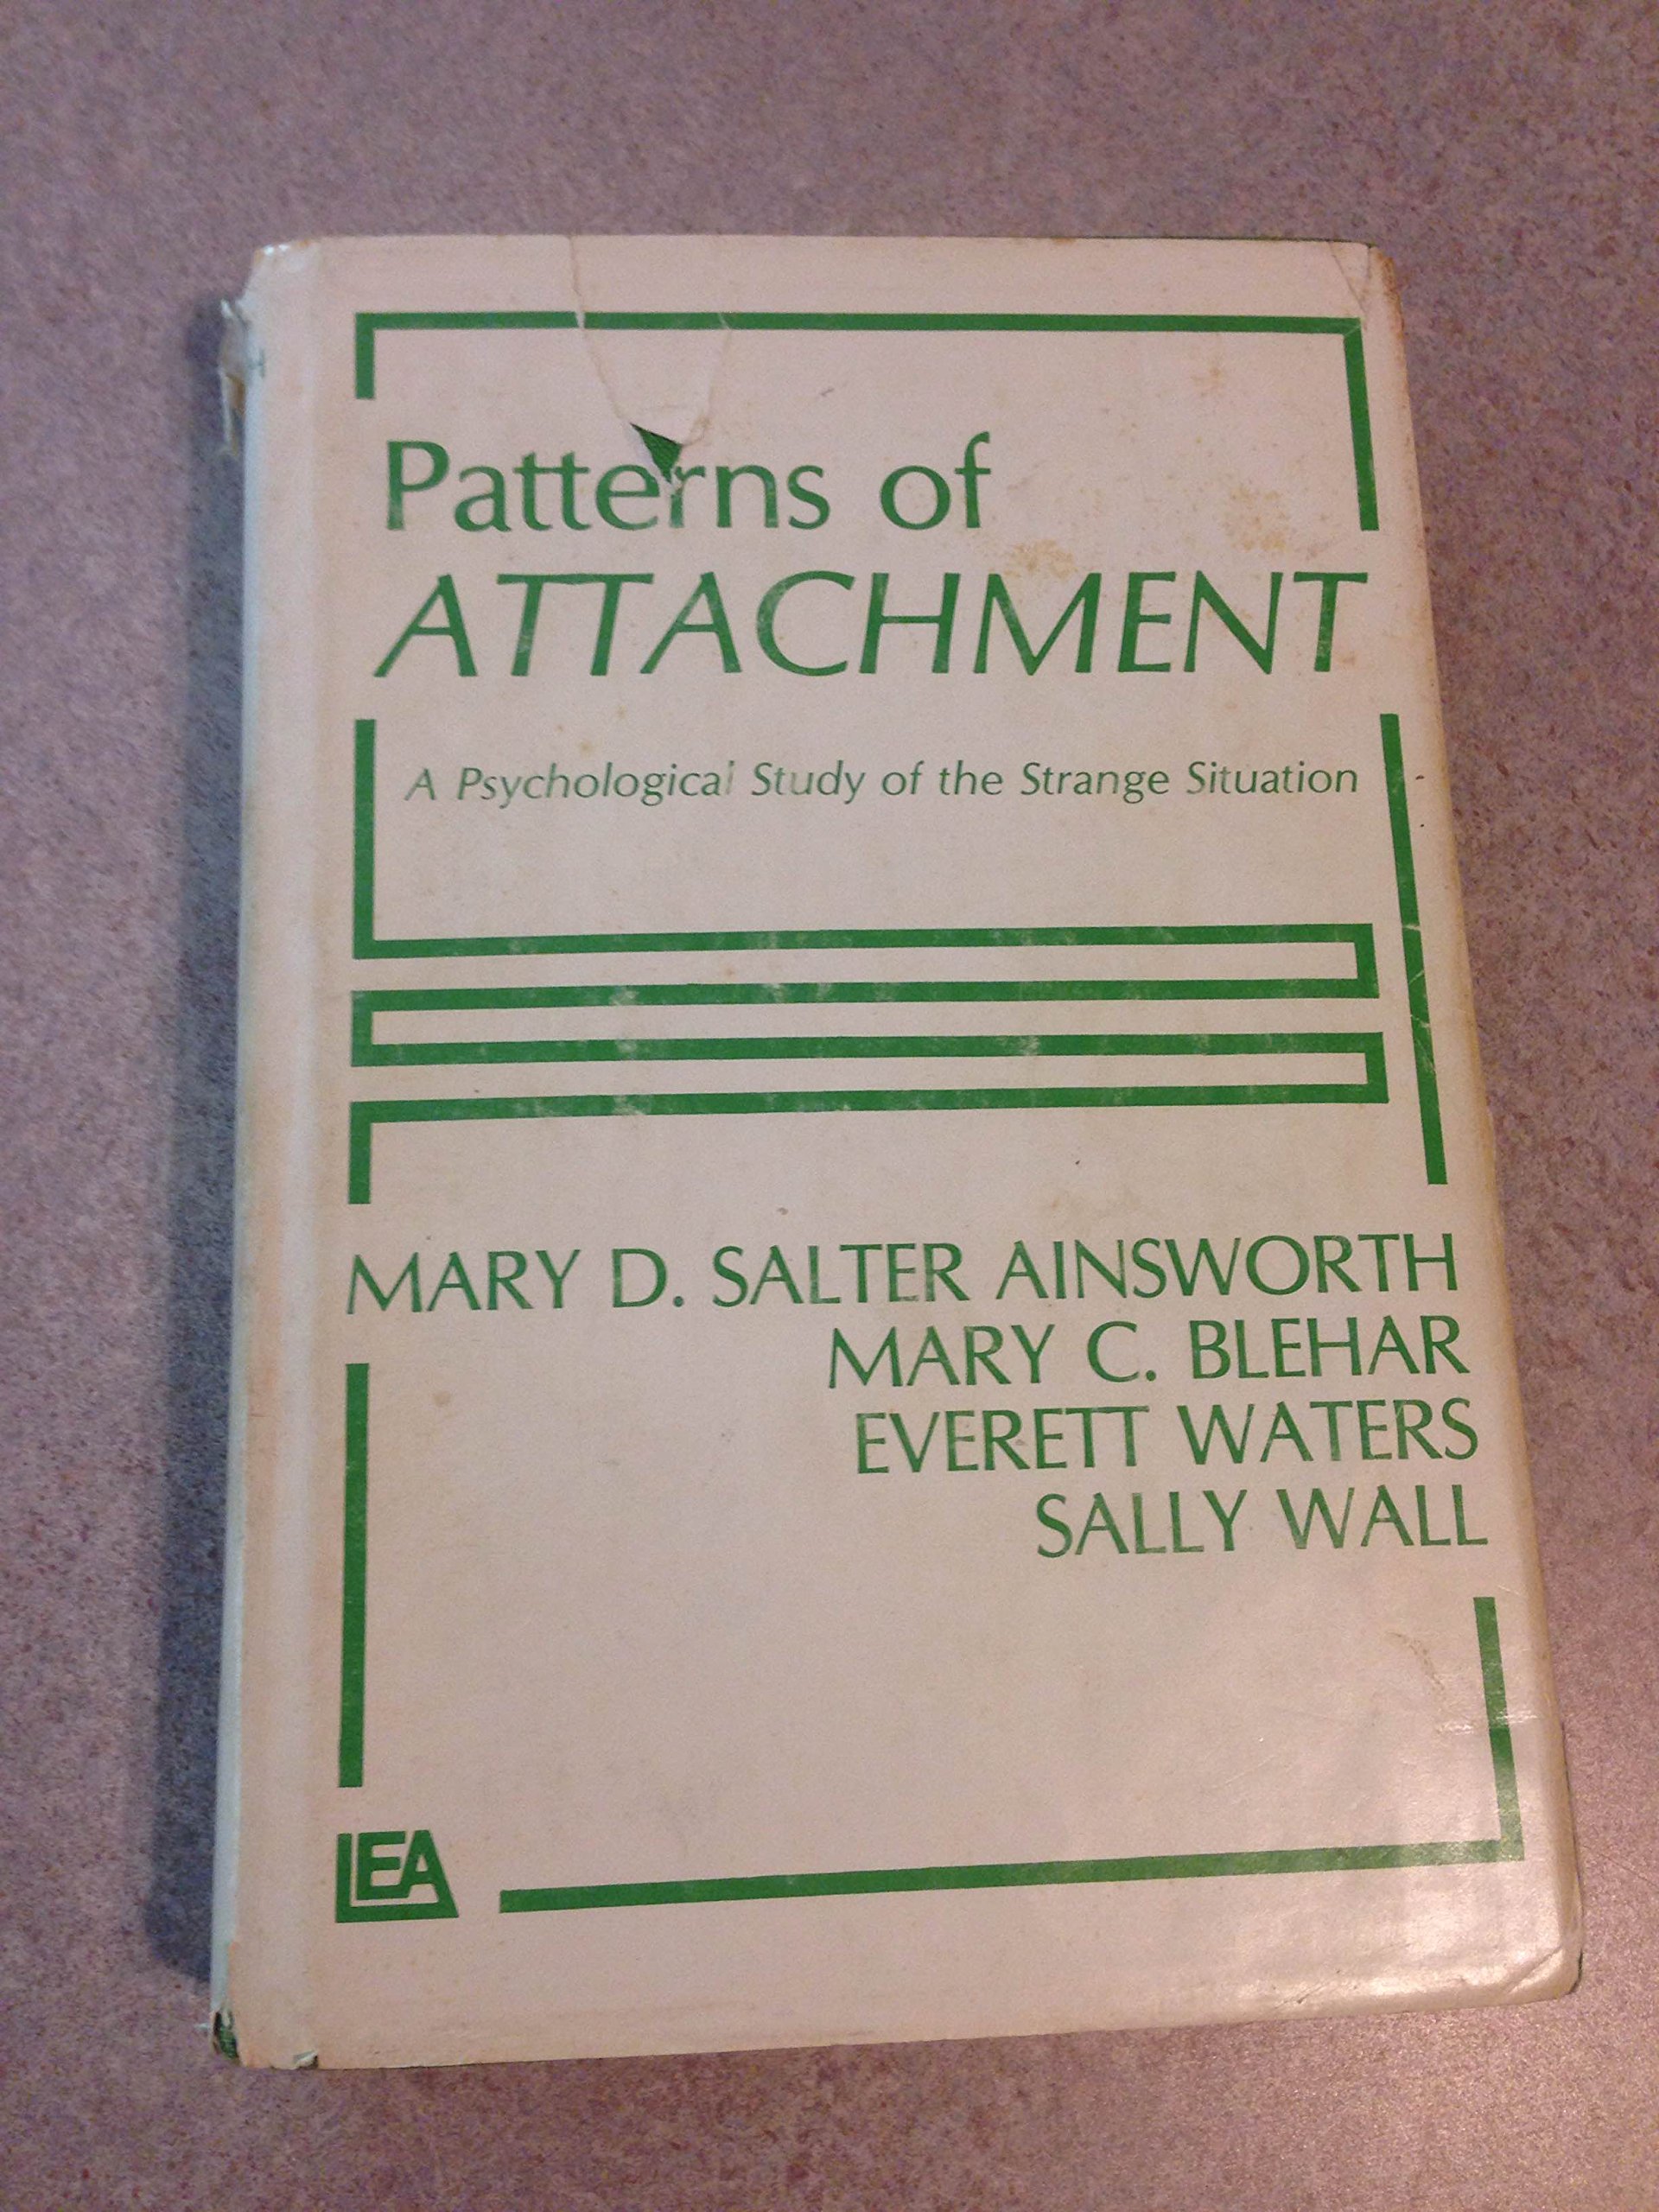 Patterns of
ATTACHMENT
A Psychological Study of the Strange Situation
MARY D. SALTER AINSWORTH
MARY C. BLEHAR
EVERETT WATERS
SALLY WALL
LEA